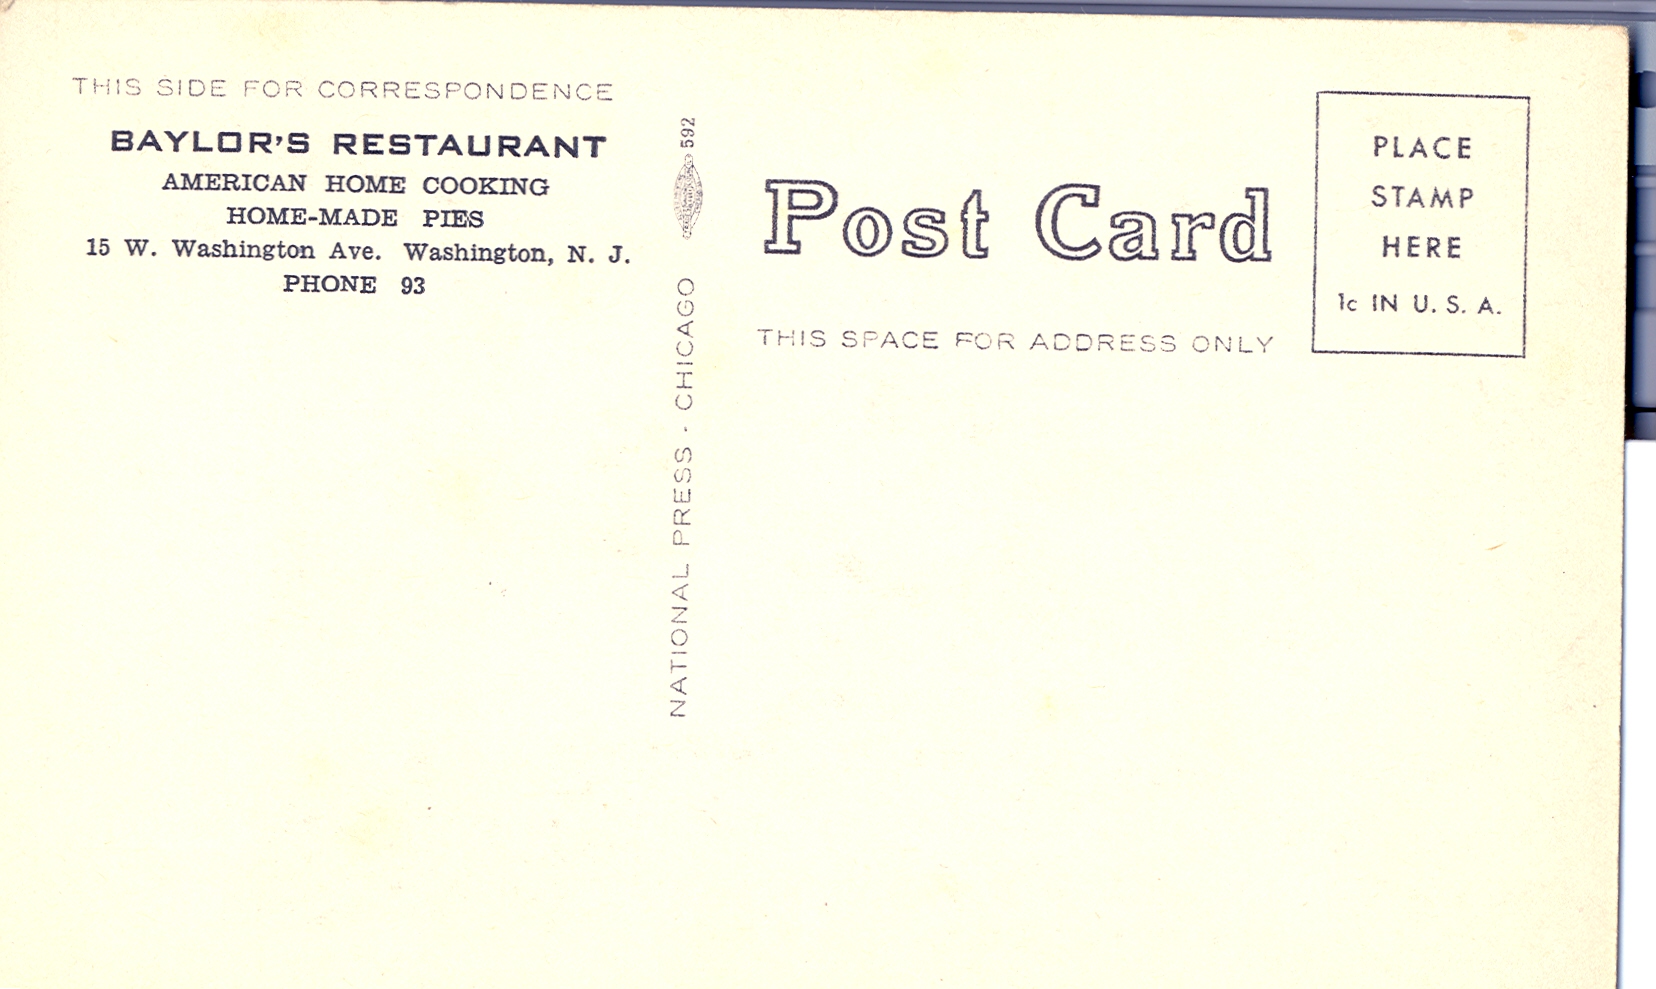 THIS SIDE FOR CORRESPONDENCE
BAYLOR'S RESTAURANT
AMERICAN HOME COOKING
HOME-MADE PIES
15 W. Washington Ave. Washington, N. J.
PHONE 93
NATIONAL PRESS - CHICAGO
592
Post Card
THIS SPACE FOR ADDRESS ONLY
PLACE
STAMP
HERE
1c IN U. S. A.